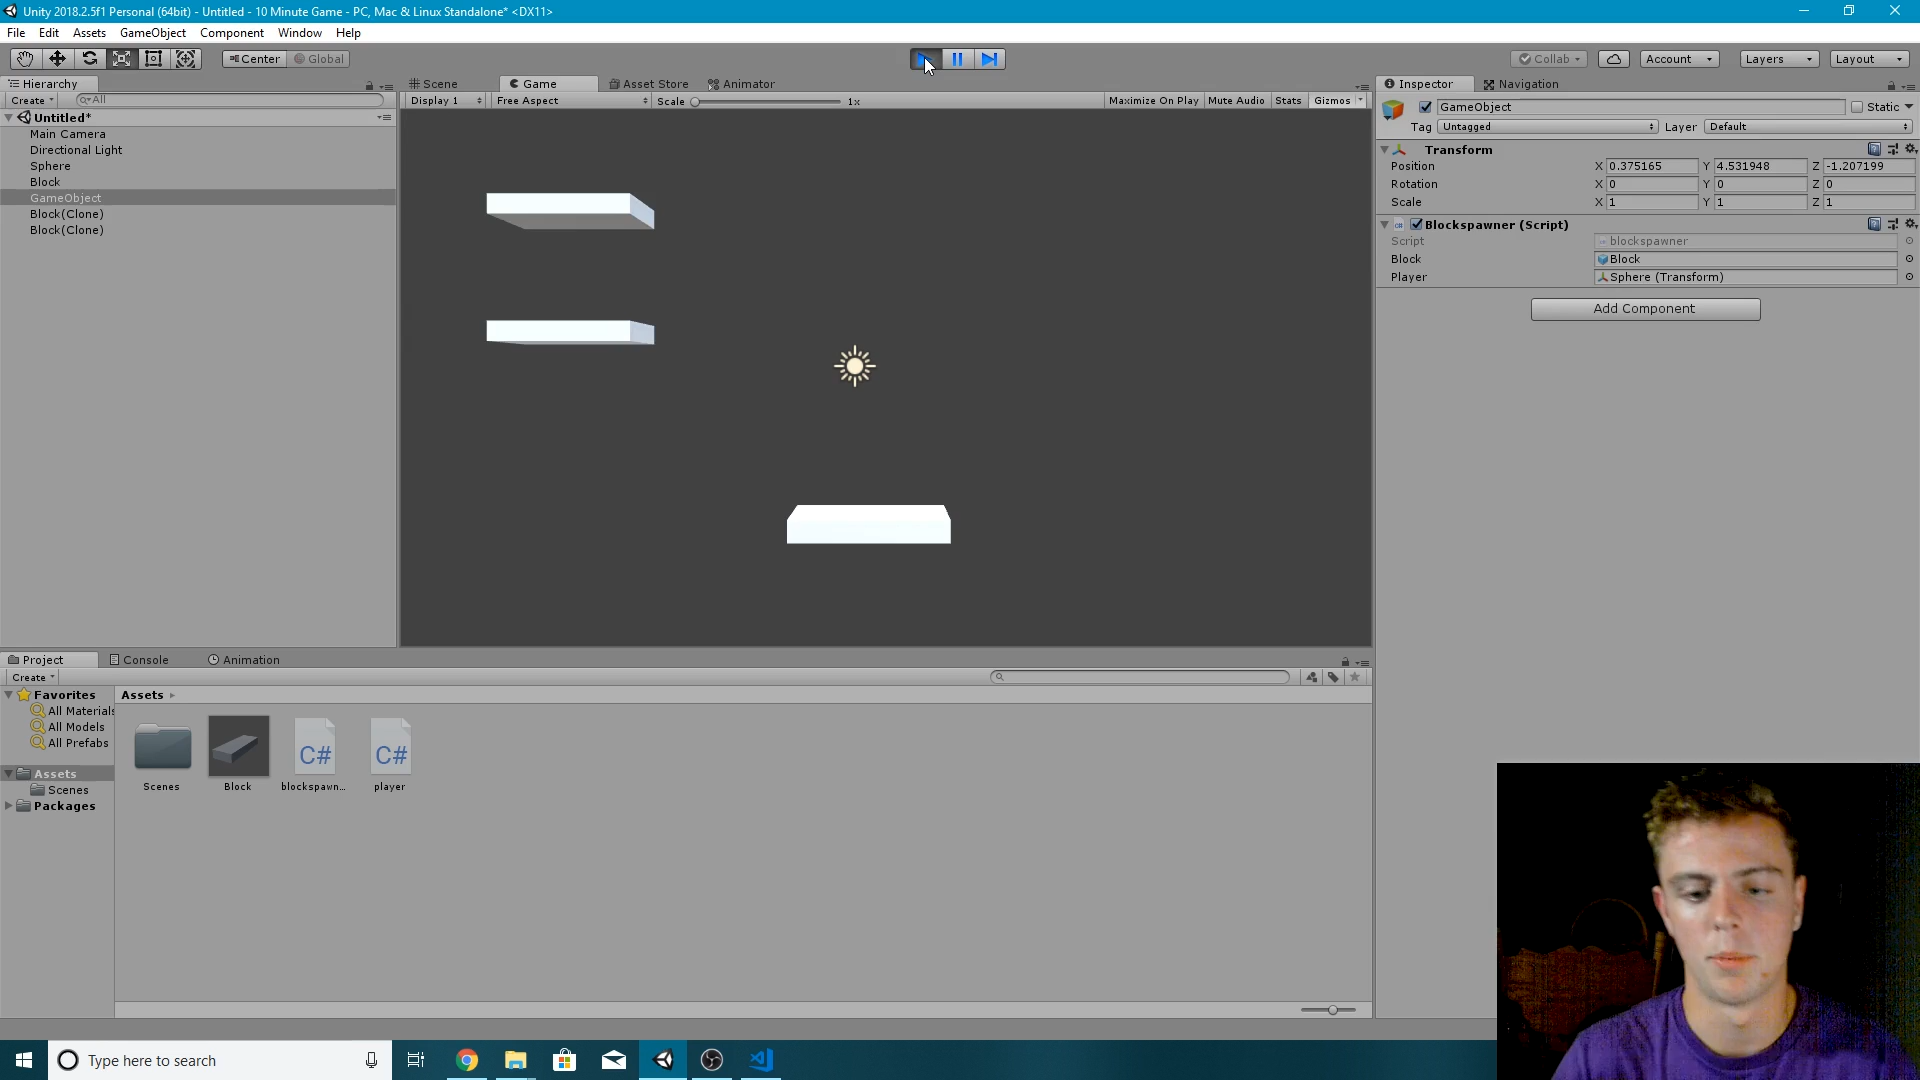 Unity 2018.2.5f1 Personal (64bit) - Untitled - 10 Minute Game - PC, Mac & Linux Standalone* <DX11>
File Edit Assets GameObject Component Window Help
Center Global
Collab Account Layers Layout
Hierarchy
Create All
Untitled*
Main Camera
Directional Light
Sphere
Block
GameObject
Block(Clone)
Block(Clone)
Scene Game Asset Store Animator
Display 1 Free Aspect Scale 1x Maximize On Play Mute Audio Stats Gizmos
Inspector Navigation
GameObject Static
Tag Untagged Layer Default
Transform
Position X 0.375165 Y 4.531948 Z -1.207199
Rotation X 0 Y 0 Z 0
Scale X 1 Y 1 Z 1
Blockspawner (Script)
Script blockspawner
Block Block
Player Sphere (Transform)
Add Component
Project Console Animation
Create
Favorites
All Materials
All Models
All Prefabs
Assets
Scenes
Packages
Assets
C# C#
Scenes Block blockspawn... player
Type here to search